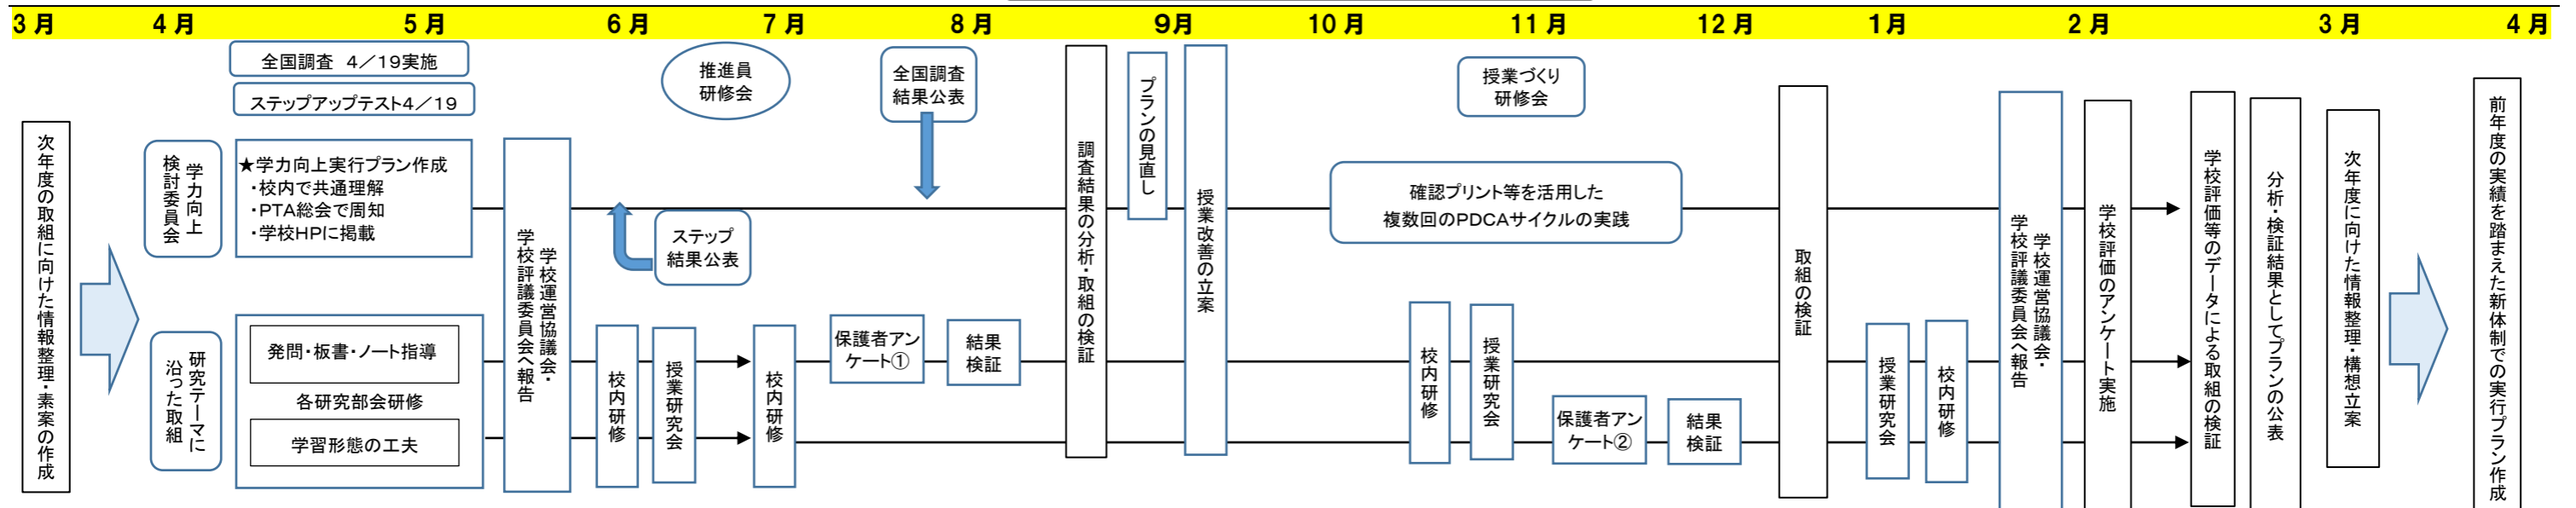 3月 4月 5月 6月 7月 8月 9月 10月 11月 12月 1月 2月 3月 4月
次年度の取組に向けた情報整理・素案の作成
全国調査 4/19実施
ステップアップテスト4/19
学力向上
検討委員会
★学力向上実行プラン作成
・校内で共通理解
・PTA総会で周知
・学校HPに掲載
研究テーマに
沿った取組
発問・板書・ノート指導
各研究部会研修
学習形態の工夫
学校運営協議会・
学校評議委員会へ報告
推進員
研修会
ステップ
結果公表
校内研修
授業研究会
校内研修
全国調査
結果公表
保護者アン
ケート①
結果
検証
調査結果の分析・取組の検証
プランの見直し
授業改善の立案
授業づくり
研修会
確認プリント等を活用した
複数回のPDCAサイクルの実践
校内研修
授業研究会
保護者アン
ケート②
結果
検証
取組の検証
授業研究会
校内研修
学校運営協議会・
学校評議委員会へ報告
学校評価のアンケート実施
学校評価等のデータによる取組の検証
分析・検証結果としてプランの公表
次年度に向けた情報整理・構想立案
前年度の実績を踏まえた新体制での実行プラン作成